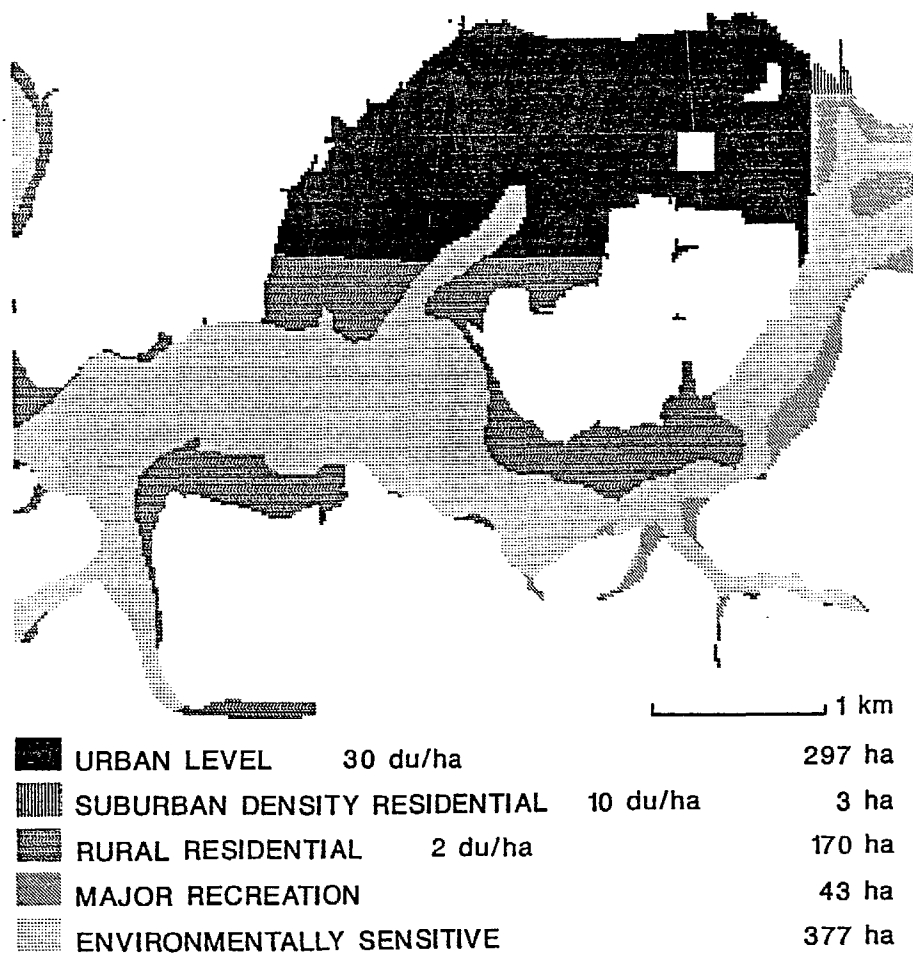 1 km
URBAN LEVEL 30 du/ha 297 ha
SUBURBAN DENSITY RESIDENTIAL 10 du/ha 3 ha
RURAL RESIDENTIAL 2 du/ha 170 ha
MAJOR RECREATION 43 ha
ENVIRONMENTALLY SENSITIVE 377 ha